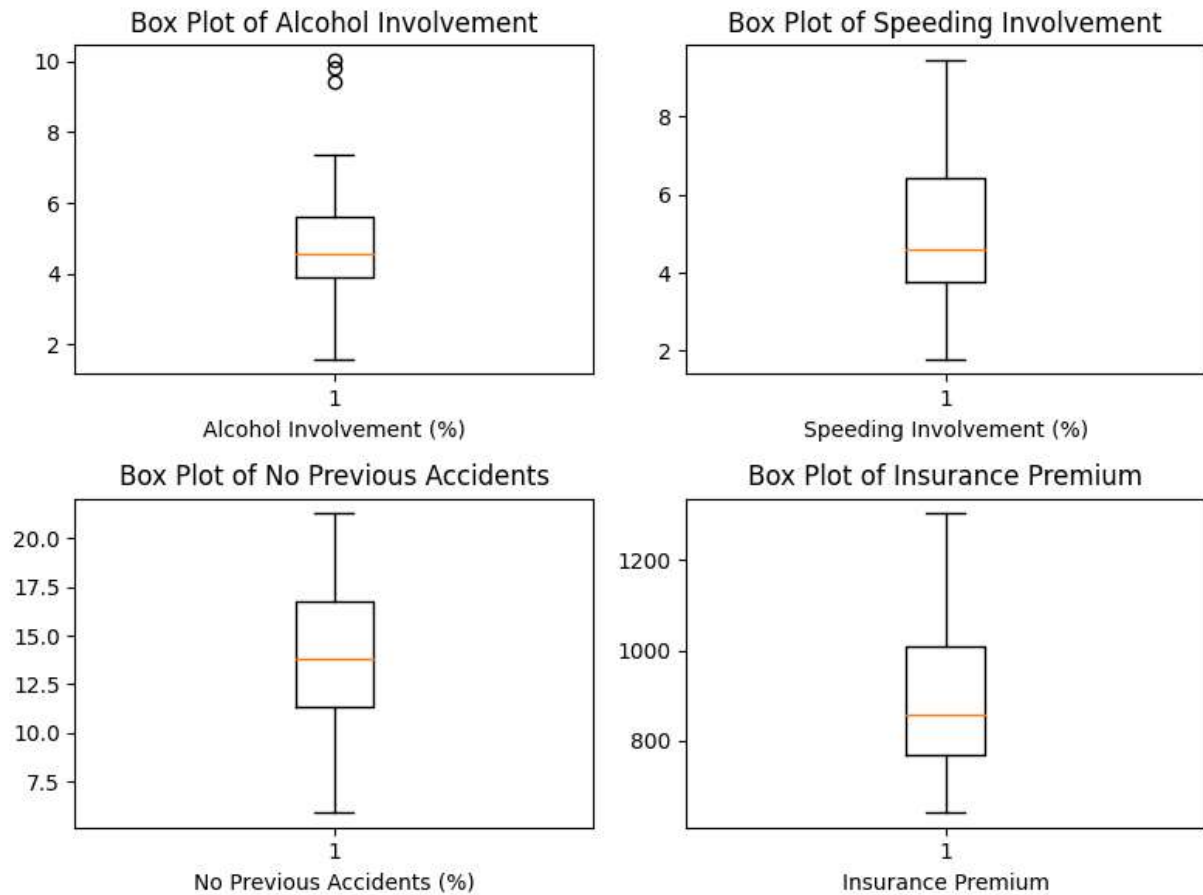 Box Plot of Alcohol Involvement
10
8
6
4
2
1
Alcohol Involvement (%)
Box Plot of Speeding Involvement
8
6
4
2
1
Speeding Involvement (%)
Box Plot of No Previous Accidents
20.0
17.5
15.0
12.5
10.0
7.5
1
No Previous Accidents (%)
Box Plot of Insurance Premium
1200
1000
800
1
Insurance Premium